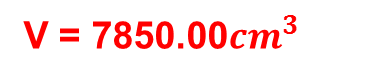 V = 7850.00cm³